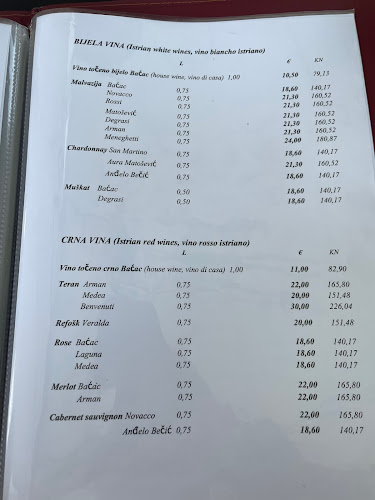 BIJELA VINA (Istrian white wines, vino bianco istriano)
L € KN
Vino točeno bijelo Baćac (house wine, vino di casa) 1,00 10,50 79,13
Malvazija Baćac 0,75 18,60 140,17
Novacco 0,75 21,30 160,52
Rossi 0,75 21,30 160,52
Matošević 0,75 21,30 160,52
Degrasi 0,75 21,30 160,52
Arman 0,75 21,30 160,52
Meneghetti 0,75 24,00 180,87
Chardonnay San Martino 0,75 18,60 140,17
Aura Matošević 0,75 21,30 160,52
Anđelo Bečić 0,75 18,60 140,17
Muškat Baćac 0,50 18,60 140,17
Degrasi 0,50 18,60 140,17
CRNA VINA (Istrian red wines, vino rosso istriano)
L € KN
Vino točeno crno Baćac (house wine, vino di casa) 1,00 11,00 82,90
Teran Arman 0,75 22,00 165,80
Medea 0,75 20,00 151,48
Benvenuti 0,75 30,00 226,04
Refošk Veralda 0,75 20,00 151,48
Rose Baćac 0,75 18,60 140,17
Laguna 0,75 18,60 140,17
Medea 0,75 18,60 140,17
Merlot Baćac 0,75 22,00 165,80
Arman 0,75 22,00 165,80
Cabernet sauvignon Novacco 0,75 22,00 165,80
Anđelo Bečić 0,75 18,60 140,17